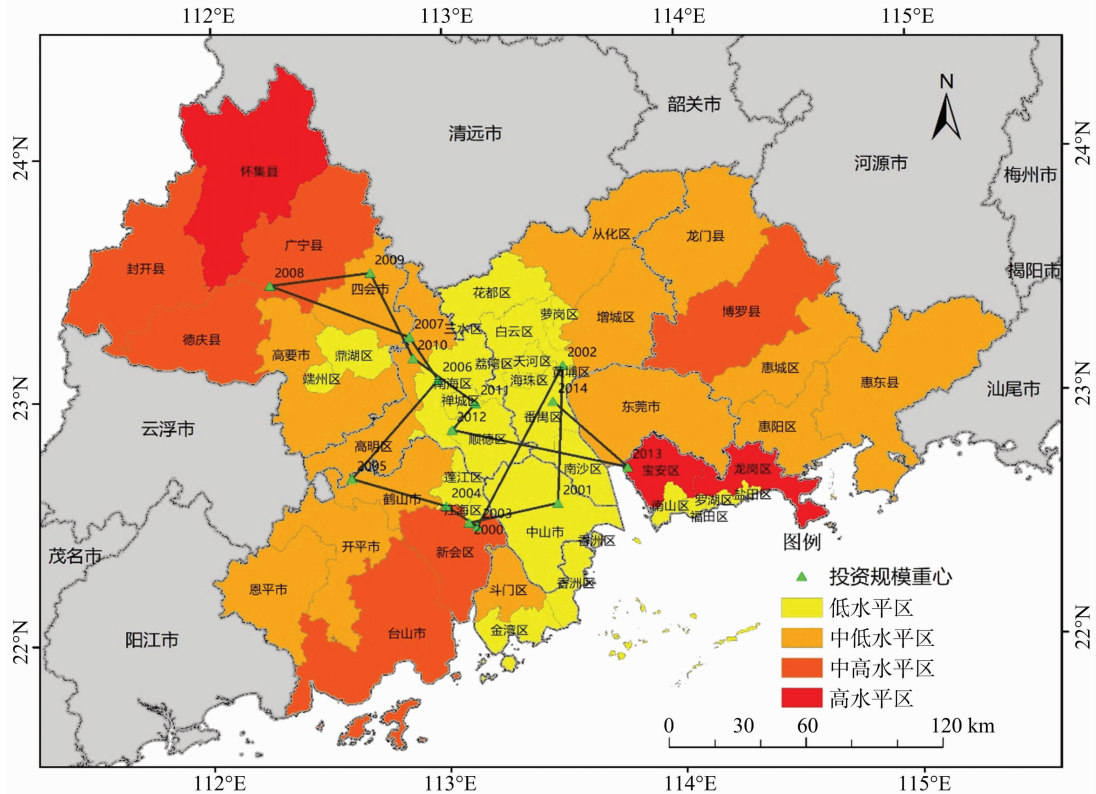 112°E
113°E
114°E
115°E
24°N
23°N
22°N
24°N
23°N
22°N
N
韶关市
清远市
河源市
梅州市
揭阳市
汕尾市
云浮市
茂名市
阳江市
怀集县
广宁县
封开县
德庆县
2008
2009
四会市
从化区
龙门县
花都区
萝岗区
增城区
博罗县
2007
三水区
白云区
2010
高要市
鼎湖区
端州区
2006
荔湾区
天河区
2002
黄埔区
惠城区
惠东县
南海区
海珠区
2011
2014
禅城区
东莞市
2012
番禺区
惠阳区
顺德区
高明区
2005
2013
宝安区
龙岗区
蓬江区
南沙区
鹤山市
2004
2001
南山区
罗湖区
盐田区
福田区
江海区
2003
2000
中山市
香洲区
开平市
新会区
香洲区
恩平市
斗门区
台山市
金湾区
图例
投资规模重心
低水平区
中低水平区
中高水平区
高水平区
0
30
60
120 km
112°E
113°E
114°E
115°E